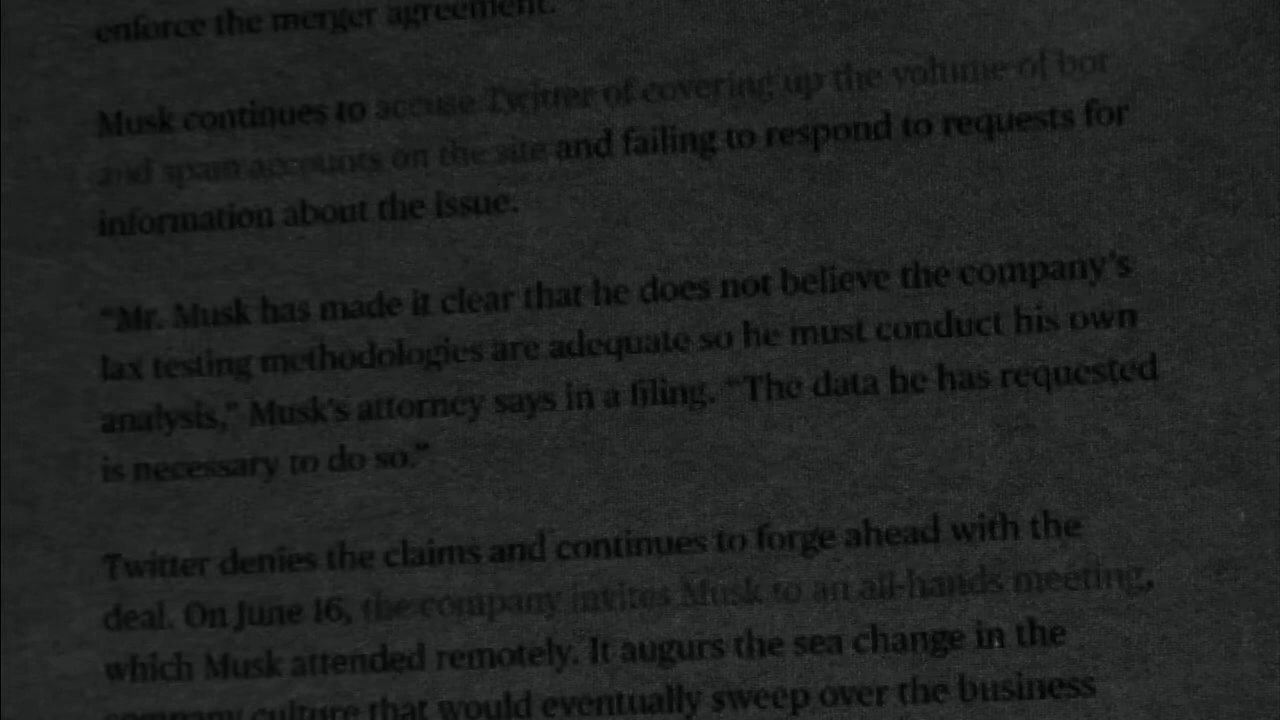 enforce the merger agreement.
Musk continues to accuse Twitter of covering up the volume of bot
and spam accounts on the site and failing to respond to requests for
information about the issue.
“Mr. Musk has made it clear that he does not believe the company’s
lax testing methodologies are adequate so he must conduct his own
analysis,” Musk’s attorney says in a filing. “The data he has requested
is necessary to do so.”
Twitter denies the claims and continues to forge ahead with the
deal. On June 16, the company invites Musk to an all-hands meeting,
which Musk attended remotely. It augurs the sea change in the
company culture that would eventually sweep over the business